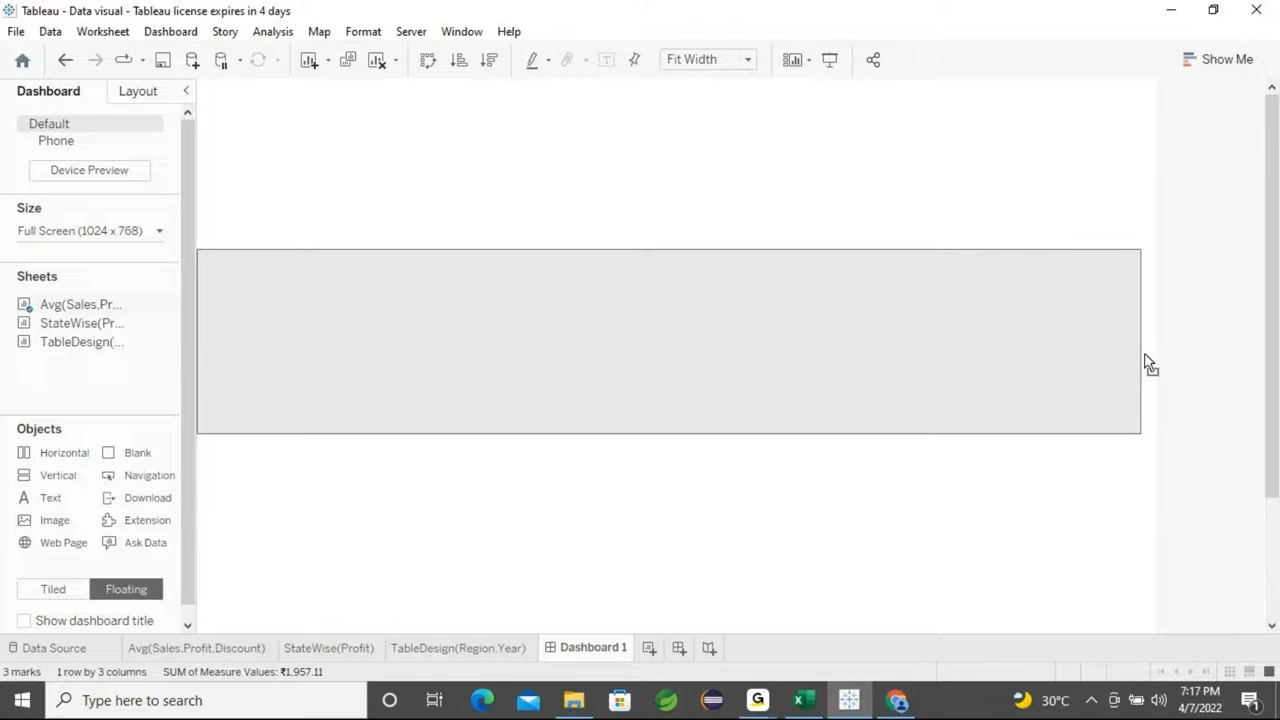 Tableau - Data visual - Tableau license expires in 4 days
File Data Worksheet Dashboard Story Analysis Map Format Server Window Help
Fit Width
Show Me
Dashboard Layout
Default
Phone
Device Preview
Size
Full Screen (1024 x 768)
Sheets
Avg(Sales,Pr...
StateWise(Pr...
TableDesign(...
Objects
Horizontal Blank
Vertical Navigation
A Text Download
Image Extension
Web Page Ask Data
Tiled Floating
Show dashboard title
Data Source Avg(Sales,Profit,Discount) StateWise(Profit) TableDesign(Region,Year) Dashboard 1
3 marks 1 row by 3 columns SUM of Measure Values: ₹1,957.11
Type here to search
G
30°C
7:17 PM
4/7/2022
1